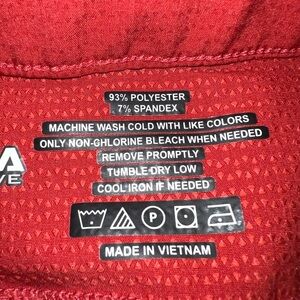 93% POLYESTER
7% SPANDEX
MACHINE WASH COLD WITH LIKE COLORS
ONLY NON-CHLORINE BLEACH WHEN NEEDED
REMOVE PROMPTLY
TUMBLE DRY LOW
COOL IRON IF NEEDED
P
MADE IN VIETNAM